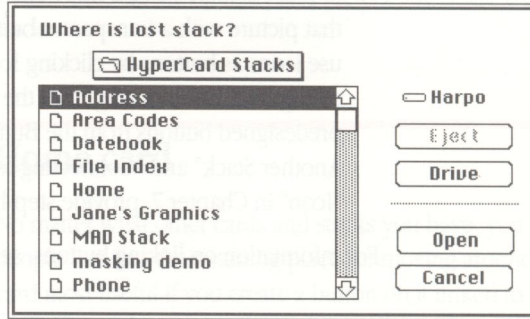 Where is lost stack?
HyperCard Stacks
Address
Area Codes
Datebook
File Index
Home
Jane's Graphics
MAD Stack
masking demo
Phone
Harpo
Eject
Drive
Open
Cancel